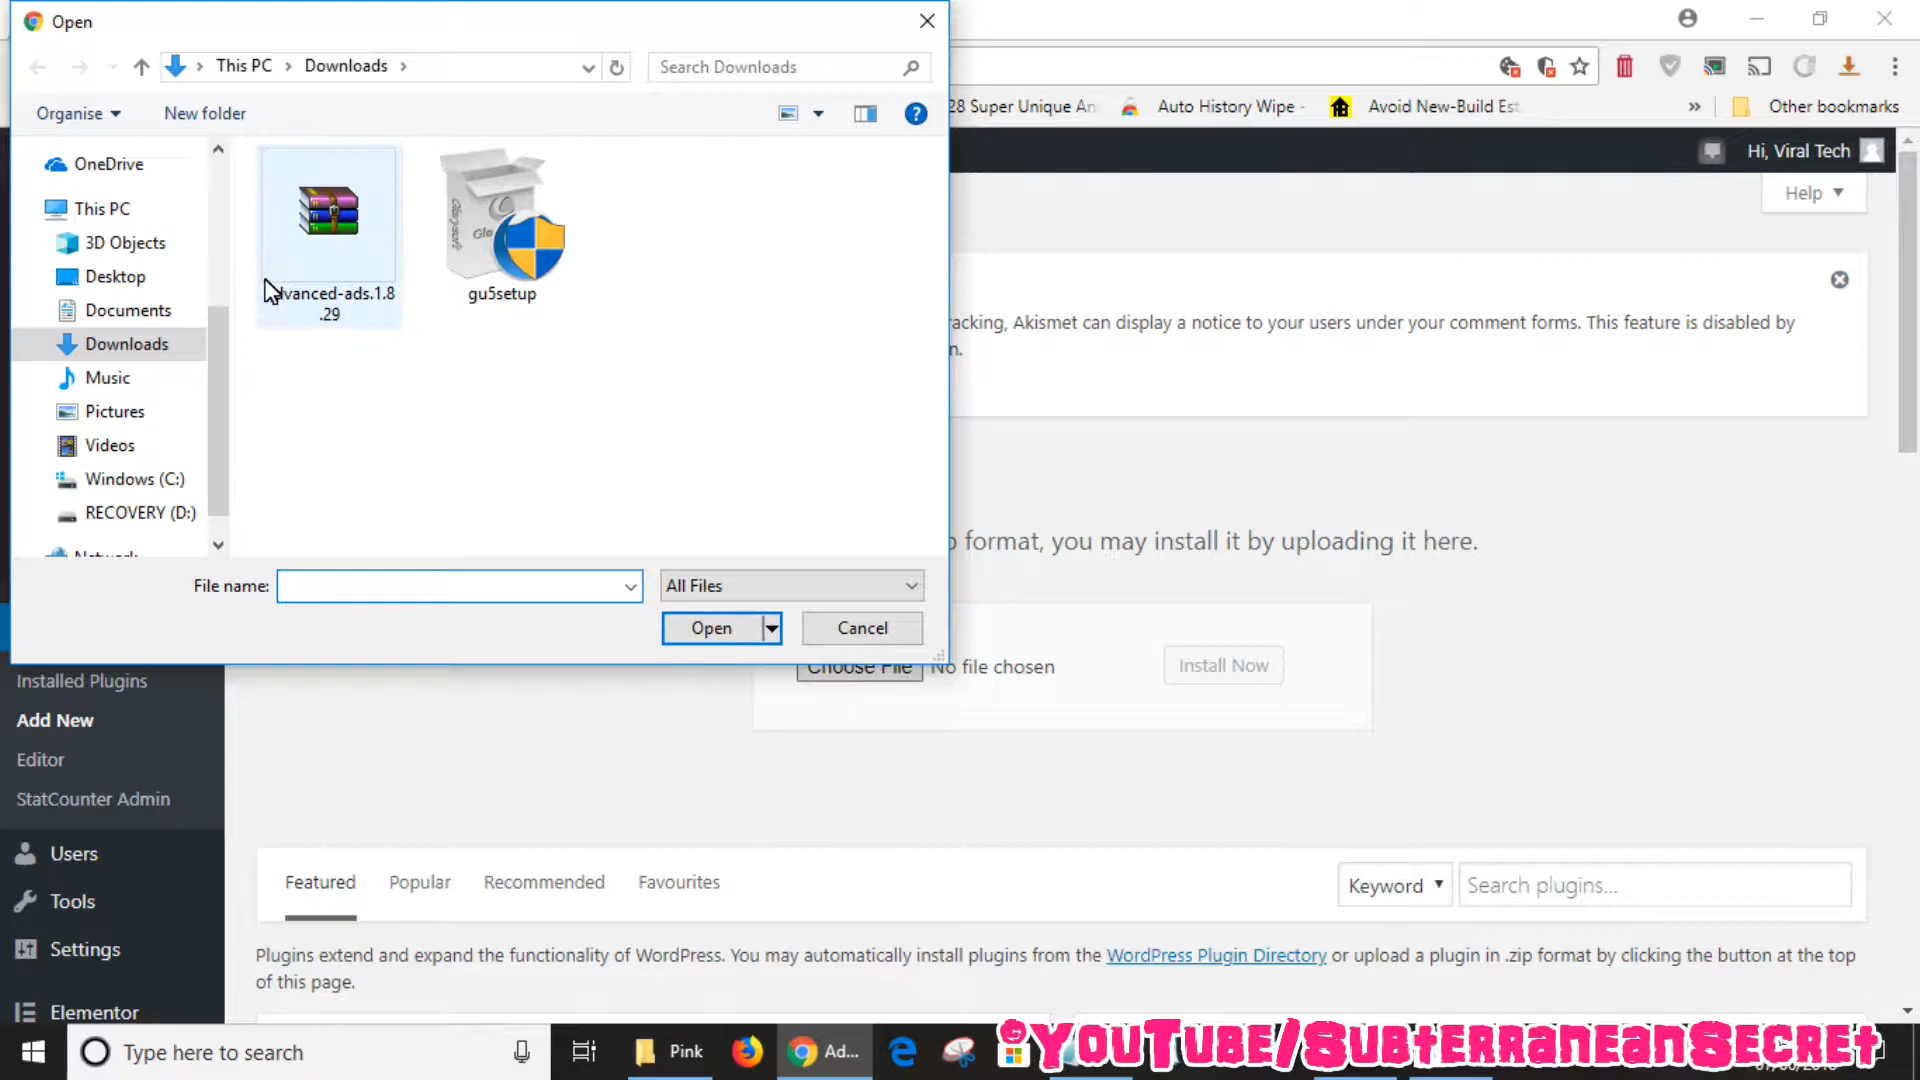 Open
This PC
Downloads
Search Downloads
Organise
New folder
28 Super Unique An
Auto History Wipe -
Avoid New-Build Est
»
Other bookmarks
Hi, Viral Tech
Help
OneDrive
This PC
3D Objects
Desktop
Documents
Downloads
Music
Pictures
Videos
Windows (C:)
RECOVERY (D:)
Network
dvanced-ads.1.8
.29
gu5setup
acking, Akismet can display a notice to your users under your comment forms. This feature is disabled by
n.
p format, you may install it by uploading it here.
File name:
All Files
Open
Cancel
Choose File
No file chosen
Install Now
Installed Plugins
Add New
Editor
StatCounter Admin
Users
Tools
Settings
Elementor
Featured
Popular
Recommended
Favourites
Keyword
Search plugins...
Plugins extend and expand the functionality of WordPress. You may automatically install plugins from the WordPress Plugin Directory or upload a plugin in .zip format by clicking the button at the top
of this page.
Type here to search
Pink
Ad...
YouTube/SubterraneanSecret